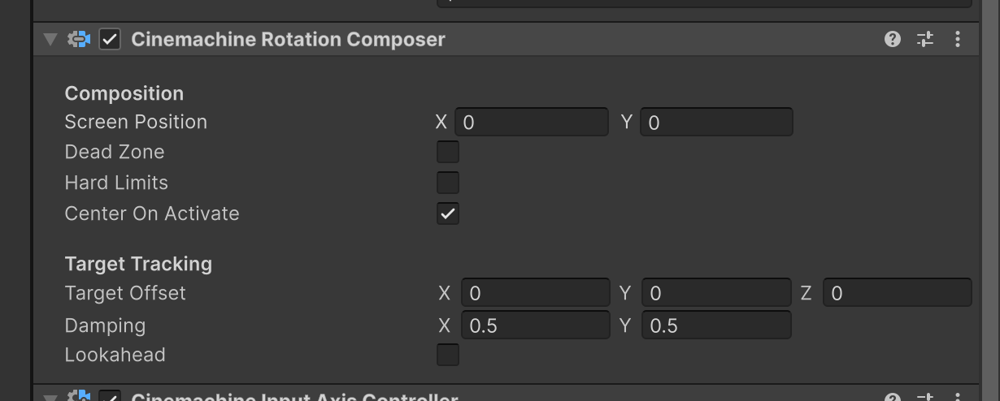 Cinemachine Rotation Composer
Composition
Screen Position X 0 Y 0
Dead Zone
Hard Limits
Center On Activate
Target Tracking
Target Offset X 0 Y 0 Z 0
Damping X 0.5 Y 0.5
Lookahead
Cinemachine Input Axis Controller